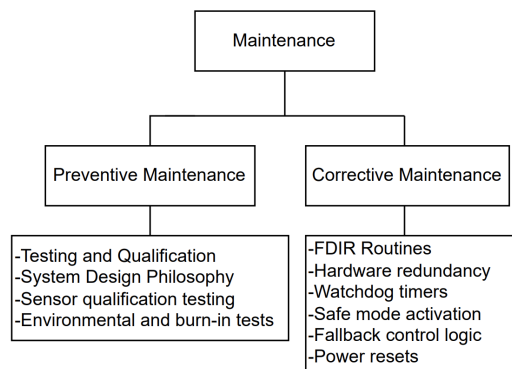 Maintenance
Preventive Maintenance
Corrective Maintenance
-Testing and Qualification
-System Design Philosophy
-Sensor qualification testing
-Environmental and burn-in tests
-FDIR Routines
-Hardware redundancy
-Watchdog timers
-Safe mode activation
-Fallback control logic
-Power resets